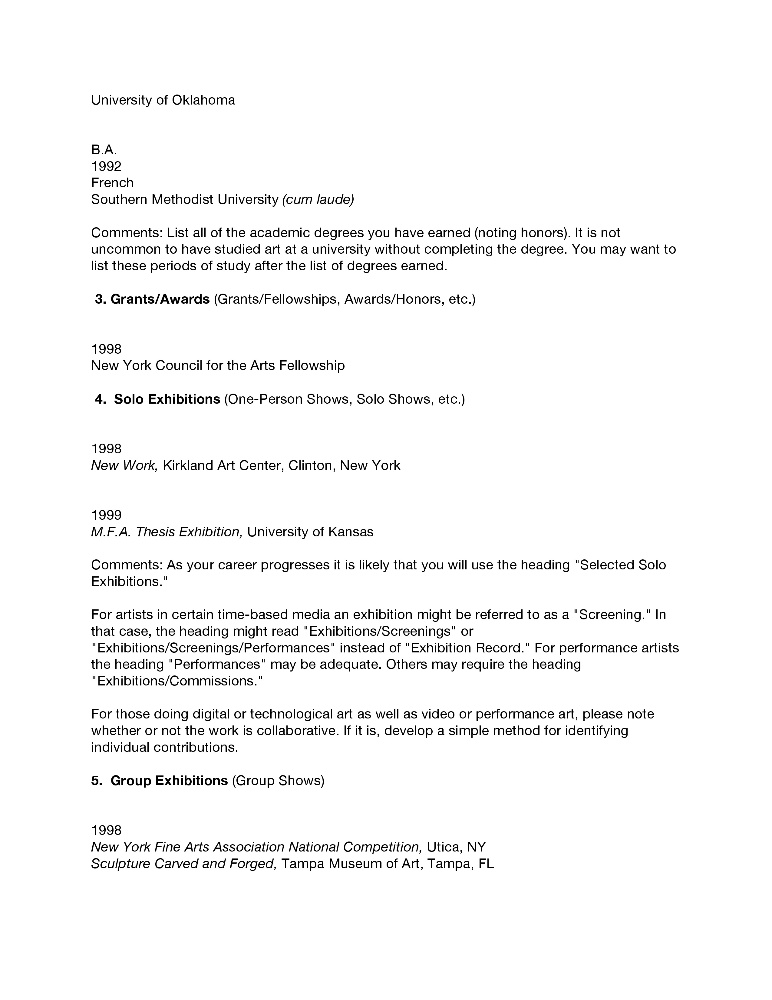 University of Oklahoma
B.A.
1992
French
Southern Methodist University (cum laude)
Comments: List all of the academic degrees you have earned (noting honors). It is not
uncommon to have studied art at a university without completing the degree. You may want to
list these periods of study after the list of degrees earned.
3. Grants/Awards (Grants/Fellowships, Awards/Honors, etc.)
1998
New York Council for the Arts Fellowship
4. Solo Exhibitions (One-Person Shows, Solo Shows, etc.)
1998
New Work, Kirkland Art Center, Clinton, New York
1999
M.F.A. Thesis Exhibition, University of Kansas
Comments: As your career progresses it is likely that you will use the heading "Selected Solo
Exhibitions."
For artists in certain time-based media an exhibition might be referred to as a "Screening." In
that case, the heading might read "Exhibitions/Screenings" or
"Exhibitions/Screenings/Performances" instead of "Exhibition Record." For performance artists
the heading "Performances" may be adequate. Others may require the heading
"Exhibitions/Commissions."
For those doing digital or technological art as well as video or performance art, please note
whether or not the work is collaborative. If it is, develop a simple method for identifying
individual contributions.
5. Group Exhibitions (Group Shows)
1998
New York Fine Arts Association National Competition, Utica, NY
Sculpture Carved and Forged, Tampa Museum of Art, Tampa, FL